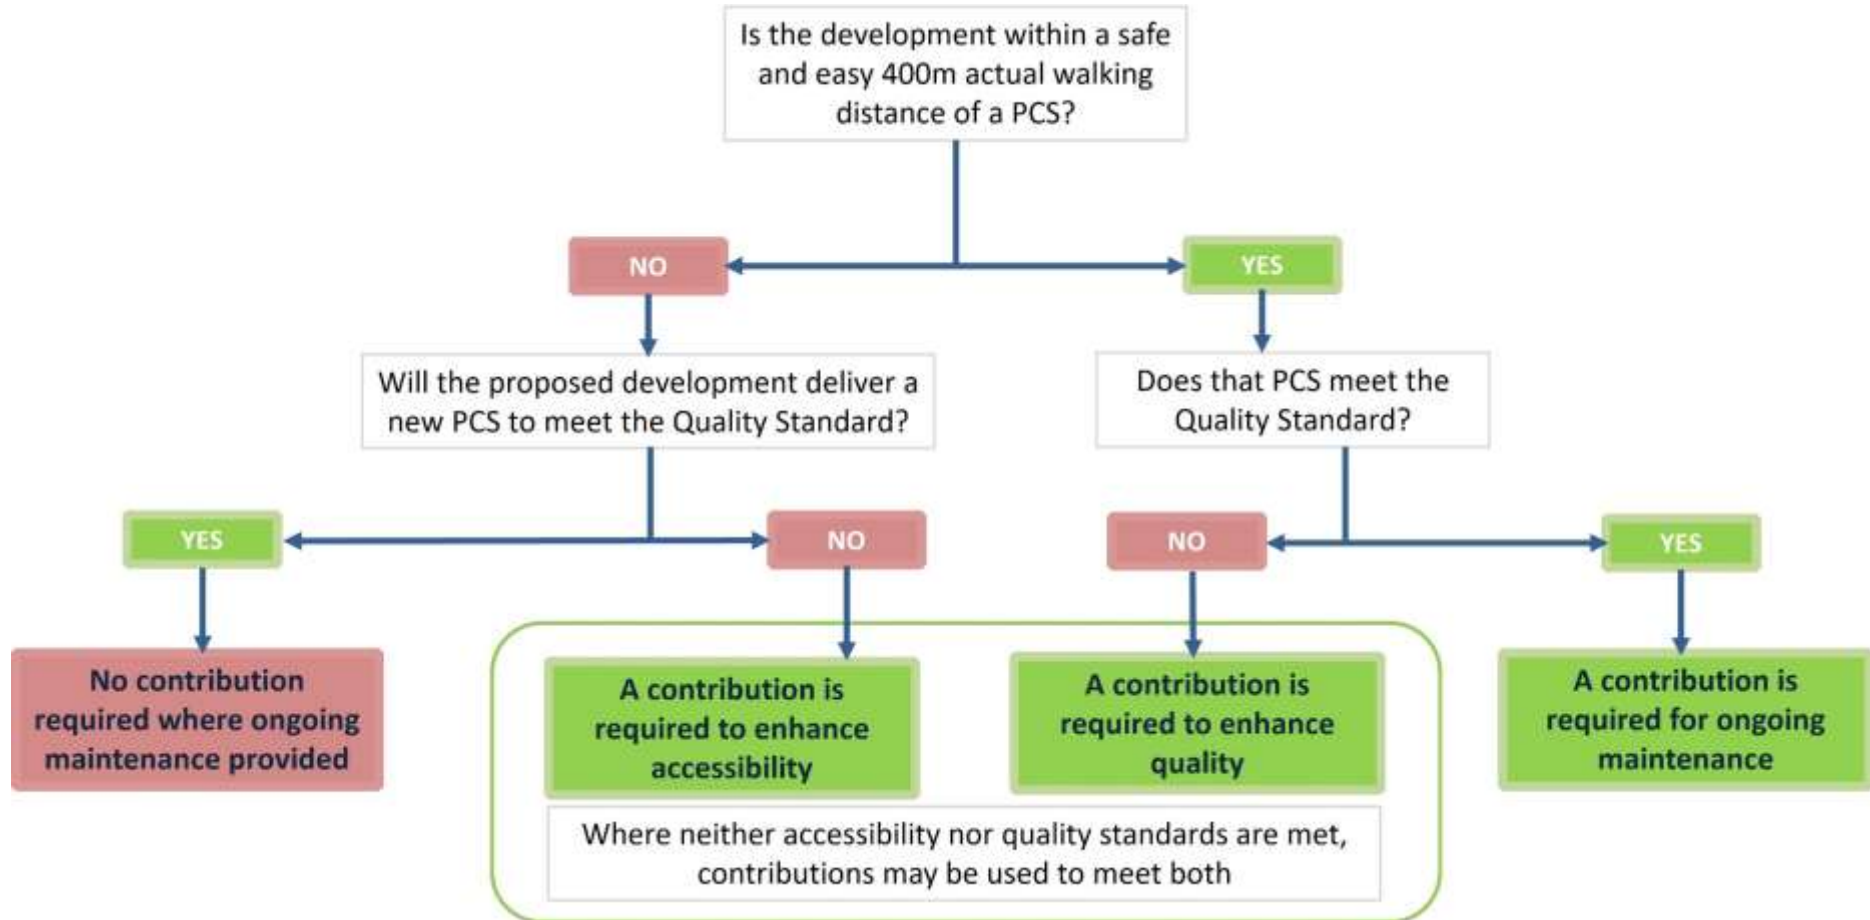 Is the development within a safe
and easy 400m actual walking
distance of a PCS?
NO
YES
Will the proposed development deliver a
new PCS to meet the Quality Standard?
Does that PCS meet the
Quality Standard?
YES
NO
NO
YES
No contribution
required where ongoing
maintenance provided
A contribution is
required to enhance
accessibility
A contribution is
required to enhance
quality
A contribution is
required for ongoing
maintenance
Where neither accessibility nor quality standards are met,
contributions may be used to meet both